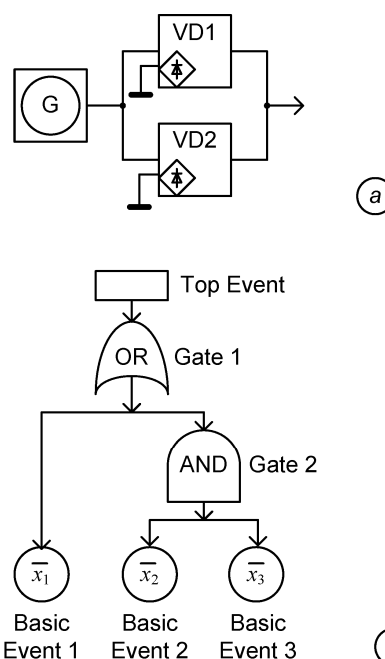 VD1
G
VD2
a
Top Event
OR Gate 1
AND Gate 2
x̅₁ x̅₂ x̅₃
Basic Basic Basic
Event 1 Event 2 Event 3